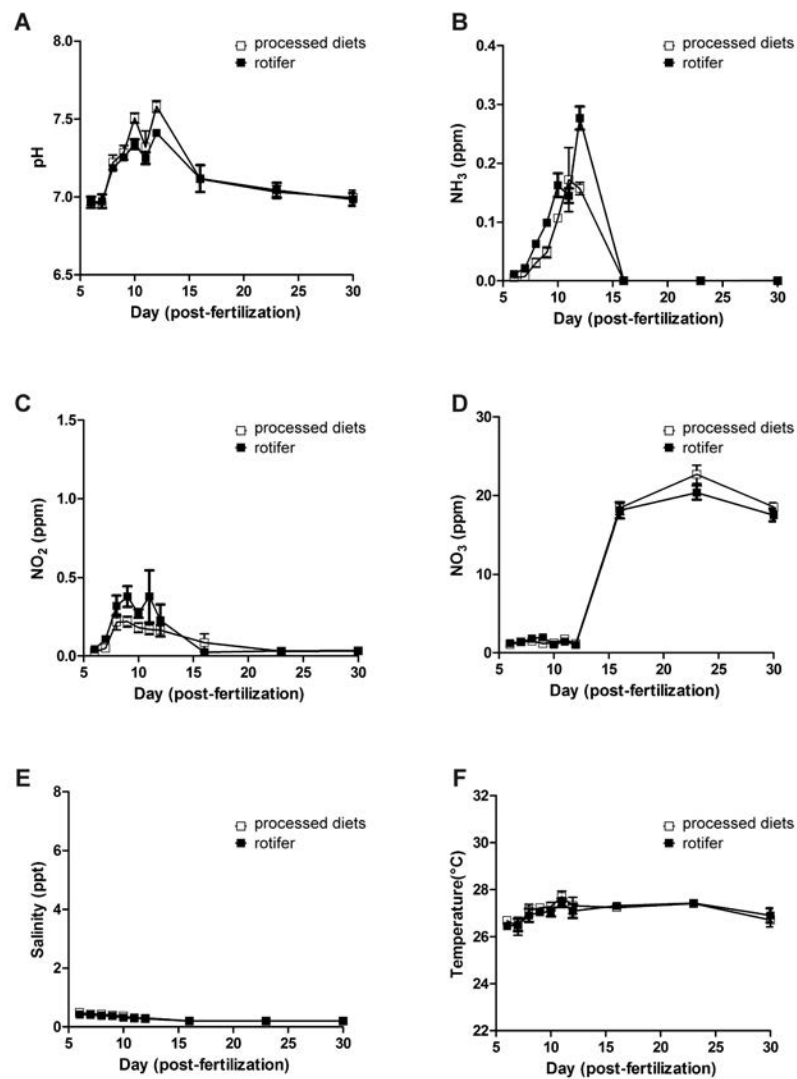 A
processed diets
rotifer
8.0
7.5
7.0
6.5
pH
5 10 15 20 25 30
Day (post-fertilization)
B
processed diets
rotifer
0.4
0.3
0.2
0.1
0.0
NH3 (ppm)
5 10 15 20 25 30
Day (post-fertilization)
C
processed diets
rotifer
1.5
1.0
0.5
0.0
NO2 (ppm)
5 10 15 20 25 30
Day (post-fertilization)
D
processed diets
rotifer
30
20
10
0
NO3 (ppm)
5 10 15 20 25 30
Day (post-fertilization)
E
processed diets
rotifer
8
6
4
2
0
Salinity (ppt)
5 10 15 20 25 30
Day (post-fertilization)
F
processed diets
rotifer
32
30
28
26
24
22
Temperature(°C)
5 10 15 20 25 30
Day (post-fertilization)